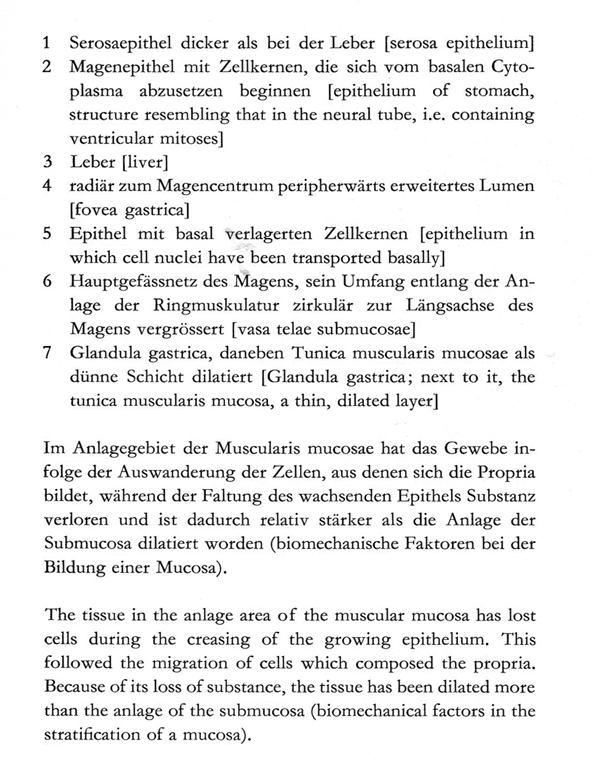 1 Serosaepithel dicker als bei der Leber [serosa epithelium]
2 Magenepithel mit Zellkernen, die sich vom basalen Cyto-
plasma abzusetzen beginnen [epithelium of stomach,
structure resembling that in the neural tube, i.e. containing
ventricular mitoses]
3 Leber [liver]
4 radiär zum Magencentrum peripherwärts erweitertes Lumen
[fovea gastrica]
5 Epithel mit basal verlagerten Zellkernen [epithelium in
which cell nuclei have been transported basally]
6 Hauptgefässnetz des Magens, sein Umfang entlang der An-
lage der Ringmuskulatur zirkulär zur Längsachse des
Magens vergrössert [vasa telae submucosae]
7 Glandula gastrica, daneben Tunica muscularis mucosae als
dünne Schicht dilatiert [Glandula gastrica; next to it, the
tunica muscularis mucosa, a thin, dilated layer]
Im Anlagegebiet der Muscularis mucosae hat das Gewebe in-
folge der Auswanderung der Zellen, aus denen sich die Propria
bildet, während der Faltung des wachsenden Epithels Substanz
verloren und ist dadurch relativ stärker als die Anlage der
Submucosa dilatiert worden (biomechanische Faktoren bei der
Bildung einer Mucosa).
The tissue in the anlage area of the muscular mucosa has lost
cells during the creasing of the growing epithelium. This
followed the migration of cells which composed the propria.
Because of its loss of substance, the tissue has been dilated more
than the anlage of the submucosa (biomechanical factors in the
stratification of a mucosa).